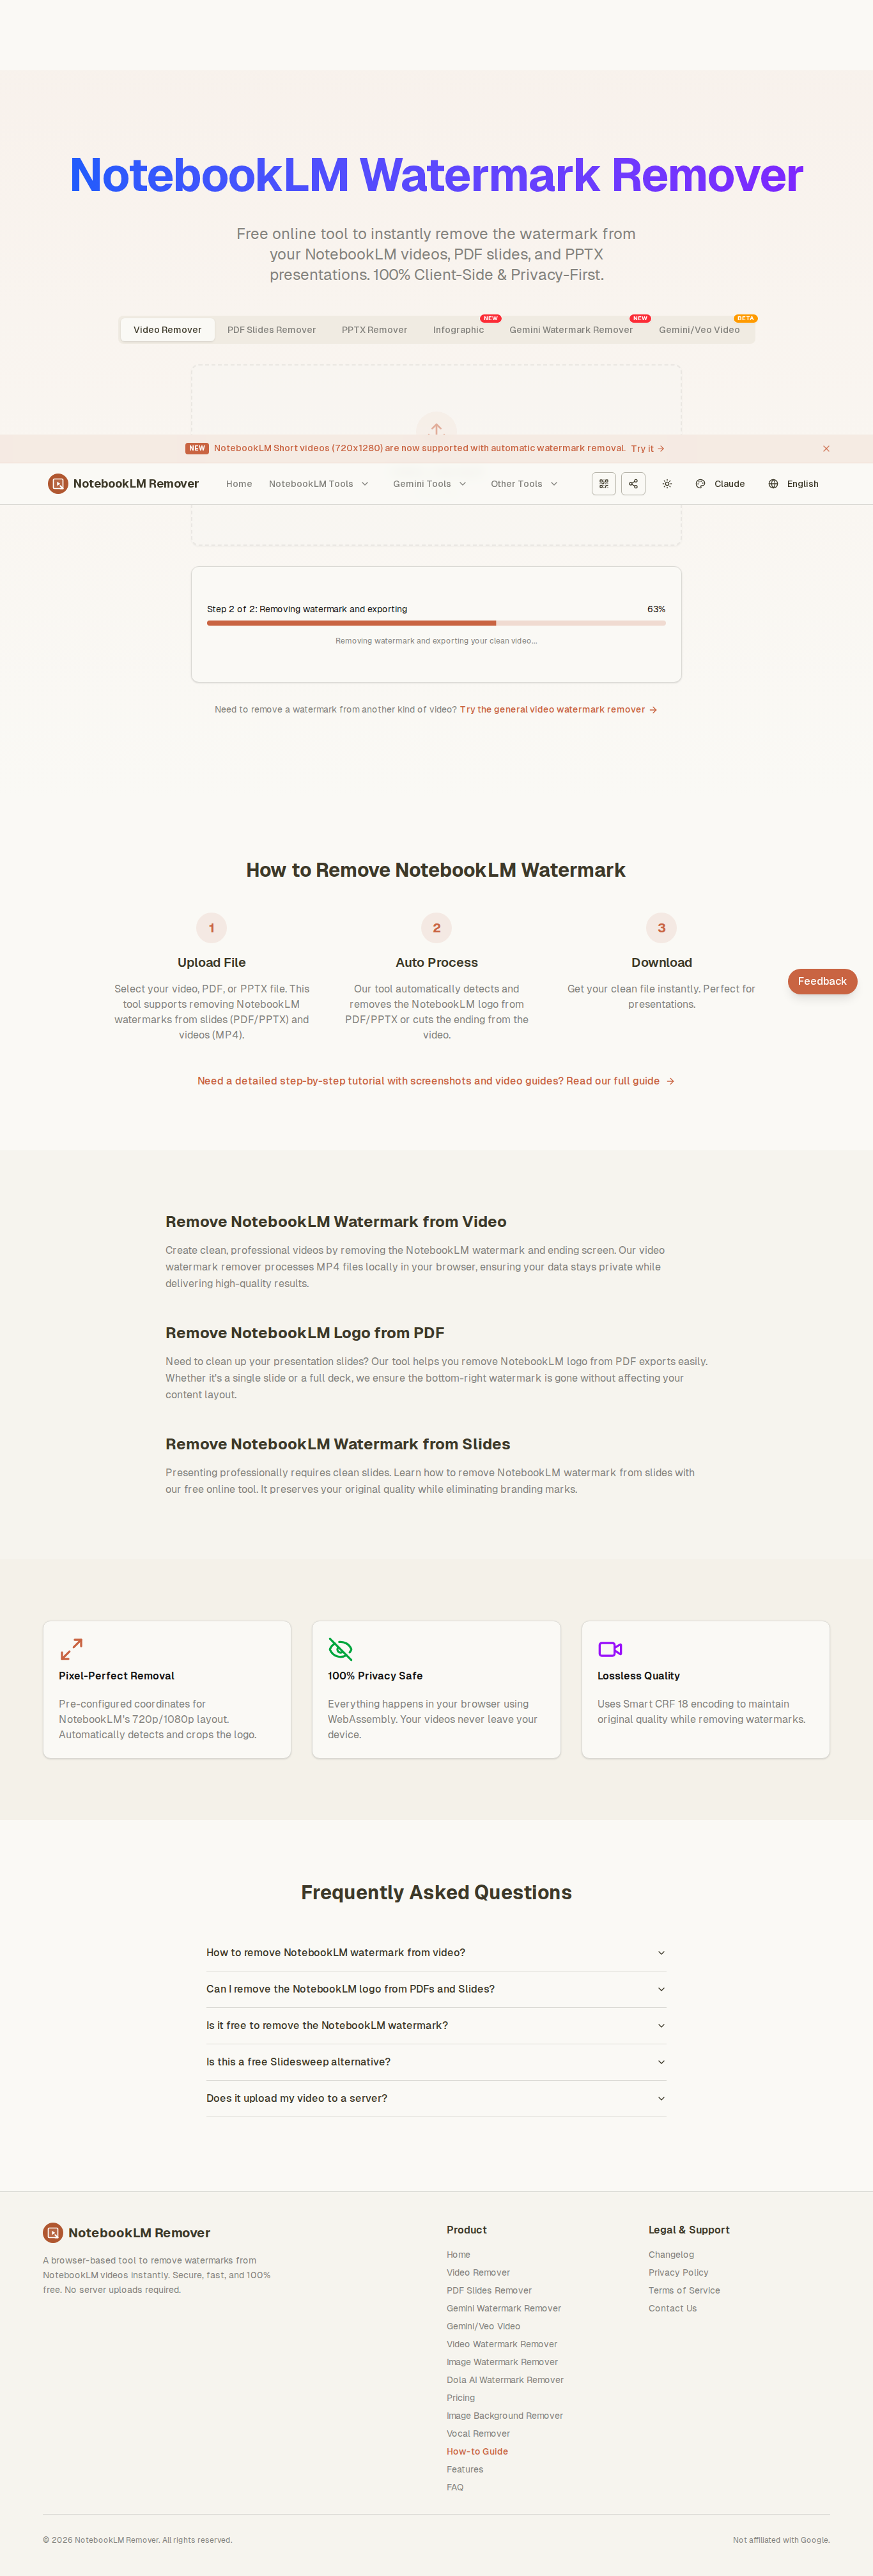 NotebookLM Watermark Remover
Free online tool to instantly remove the watermark from
your NotebookLM videos, PDF slides, and PPTX
presentations. 100% Client-Side & Privacy-First.
Video Remover
PDF Slides Remover
PPTX Remover
Infographic
NEW
Gemini Watermark Remover
NEW
Gemini/Veo Video
BETA
NEW NotebookLM Short videos (720x1280) are now supported with automatic watermark removal. Try it →
NotebookLM Remover
Home
NotebookLM Tools
Gemini Tools
Other Tools
Claude
English
Step 2 of 2: Removing watermark and exporting
63%
Removing watermark and exporting your clean video...
Need to remove a watermark from another kind of video? Try the general video watermark remover →
How to Remove NotebookLM Watermark
1
Upload File
Select your video, PDF, or PPTX file. This
tool supports removing NotebookLM
watermarks from slides (PDF/PPTX) and
videos (MP4).
2
Auto Process
Our tool automatically detects and
removes the NotebookLM logo from
PDF/PPTX or cuts the ending from the
video.
3
Download
Get your clean file instantly. Perfect for
presentations.
Feedback
Need a detailed step-by-step tutorial with screenshots and video guides? Read our full guide →
Remove NotebookLM Watermark from Video
Create clean, professional videos by removing the NotebookLM watermark and ending screen. Our video
watermark remover processes MP4 files locally in your browser, ensuring your data stays private while
delivering high-quality results.
Remove NotebookLM Logo from PDF
Need to clean up your presentation slides? Our tool helps you remove NotebookLM logo from PDF exports easily.
Whether it's a single slide or a full deck, we ensure the bottom-right watermark is gone without affecting your
content layout.
Remove NotebookLM Watermark from Slides
Presenting professionally requires clean slides. Learn how to remove NotebookLM watermark from slides with
our free online tool. It preserves your original quality while eliminating branding marks.
Pixel-Perfect Removal
Pre-configured coordinates for
NotebookLM's 720p/1080p layout.
Automatically detects and crops the logo.
100% Privacy Safe
Everything happens in your browser using
WebAssembly. Your videos never leave your
device.
Lossless Quality
Uses Smart CRF 18 encoding to maintain
original quality while removing watermarks.
Frequently Asked Questions
How to remove NotebookLM watermark from video?
Can I remove the NotebookLM logo from PDFs and Slides?
Is it free to remove the NotebookLM watermark?
Is this a free Slidesweep alternative?
Does it upload my video to a server?
NotebookLM Remover
A browser-based tool to remove watermarks from
NotebookLM videos instantly. Secure, fast, and 100%
free. No server uploads required.
Product
Home
Video Remover
PDF Slides Remover
Gemini Watermark Remover
Gemini/Veo Video
Video Watermark Remover
Image Watermark Remover
Dola AI Watermark Remover
Pricing
Image Background Remover
Vocal Remover
How-to Guide
Features
FAQ
Legal & Support
Changelog
Privacy Policy
Terms of Service
Contact Us
© 2026 NotebookLM Remover. All rights reserved.
Not affiliated with Google.